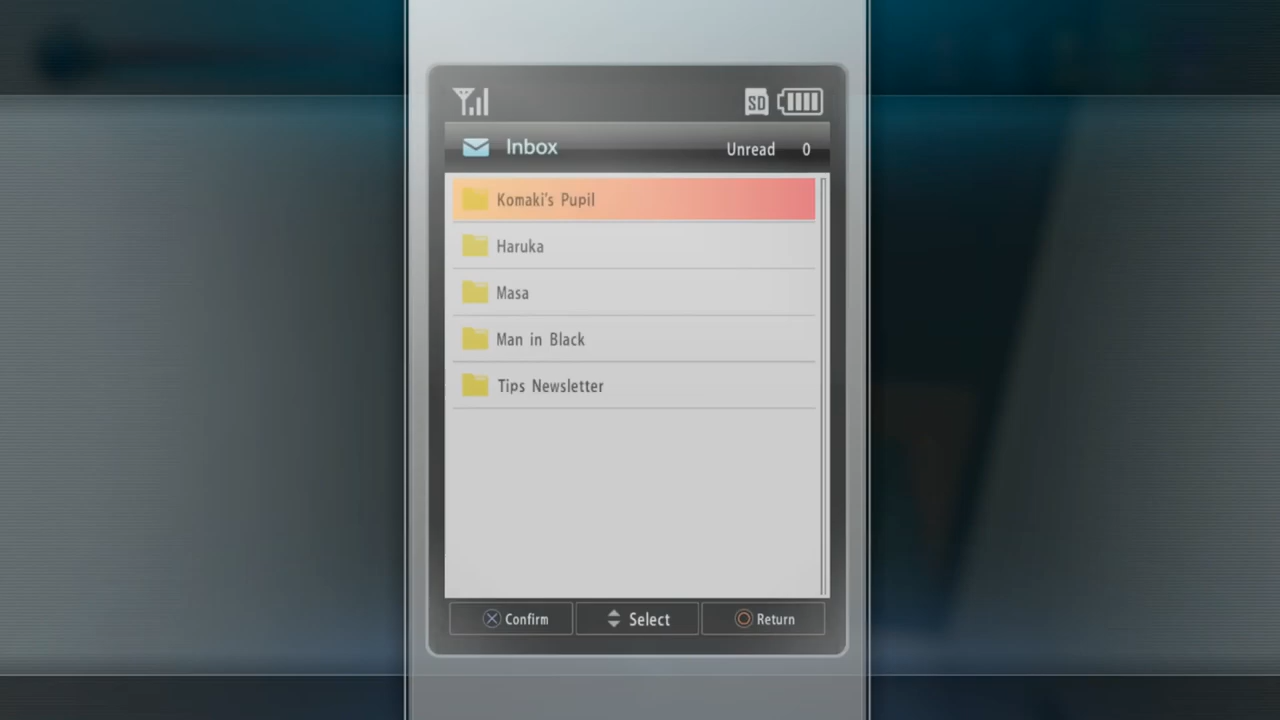 SD
Inbox
Unread 0
Komaki's Pupil
Haruka
Masa
Man in Black
Tips Newsletter
Confirm
Select
Return